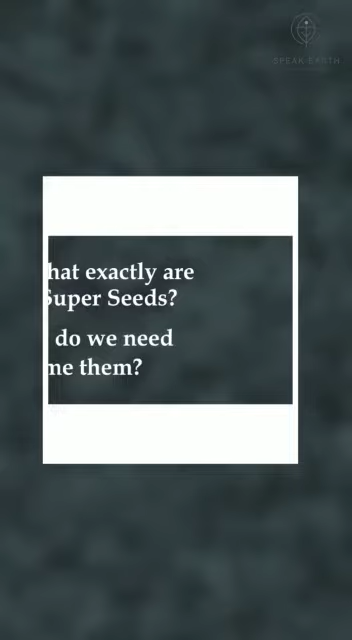 SPEAK EARTH
hat exactly are
Super Seeds?
do we need
me them?